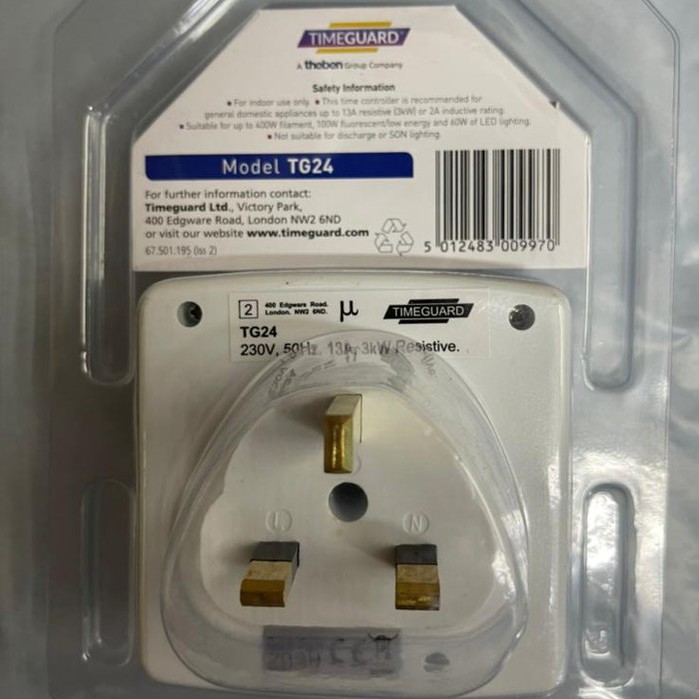 TIMEGUARD
A theben Group Company
Safety Information
• For indoor use only. • This time controller is recommended for
general domestic appliances up to 13A resistive (3kW) or 2A inductive rating.
• Suitable for up to 400W filament, 100W fluorescent/low energy and 60W of LED lighting.
• Not suitable for discharge or SON lighting.
Model TG24
For further information contact:
Timeguard Ltd., Victory Park,
400 Edgware Road, London NW2 6ND
or visit our website www.timeguard.com
67.501.195 (Iss 2)
5 012483 009970
2
400 Edgware Road.
London. NW2 6ND.
μ
TIMEGUARD
TG24
230V, 50Hz. 13A, 3kW Resistive.
L
N
CE